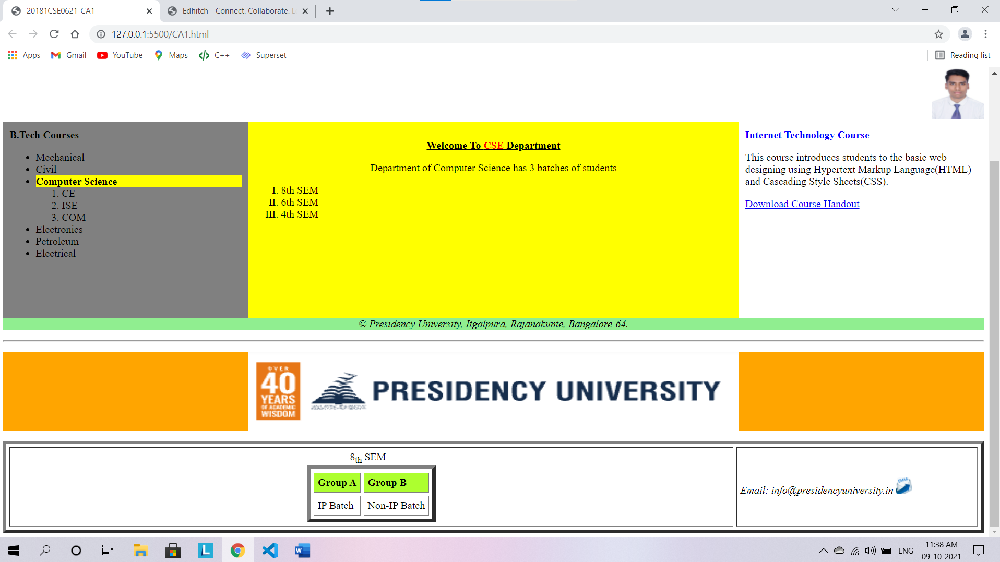 20181CSE0621-CA1
Edhitch - Connect. Collaborate. L
127.0.0.1:5500/CA1.html
Apps
Gmail
YouTube
Maps
C++
Superset
Reading list
B.Tech Courses
• Mechanical
• Civil
• Computer Science
1. CE
2. ISE
3. COM
• Electronics
• Petroleum
• Electrical
Welcome To CSE Department
Department of Computer Science has 3 batches of students
I. 8th SEM
II. 6th SEM
III. 4th SEM
Internet Technology Course
This course introduces students to the basic web
designing using Hypertext Markup Language(HTML)
and Cascading Style Sheets(CSS).
Download Course Handout
© Presidency University, Itgalpura, Rajanakunte, Bangalore-64.
OVER
40
YEARS
OF ACADEMIC
WISDOM
PRESIDENCY UNIVERSITY
8th SEM
Group A
Group B
IP Batch
Non-IP Batch
Email: info@presidencyuniversity.in
EMAIL
L
W
ENG
11:38 AM
09-10-2021